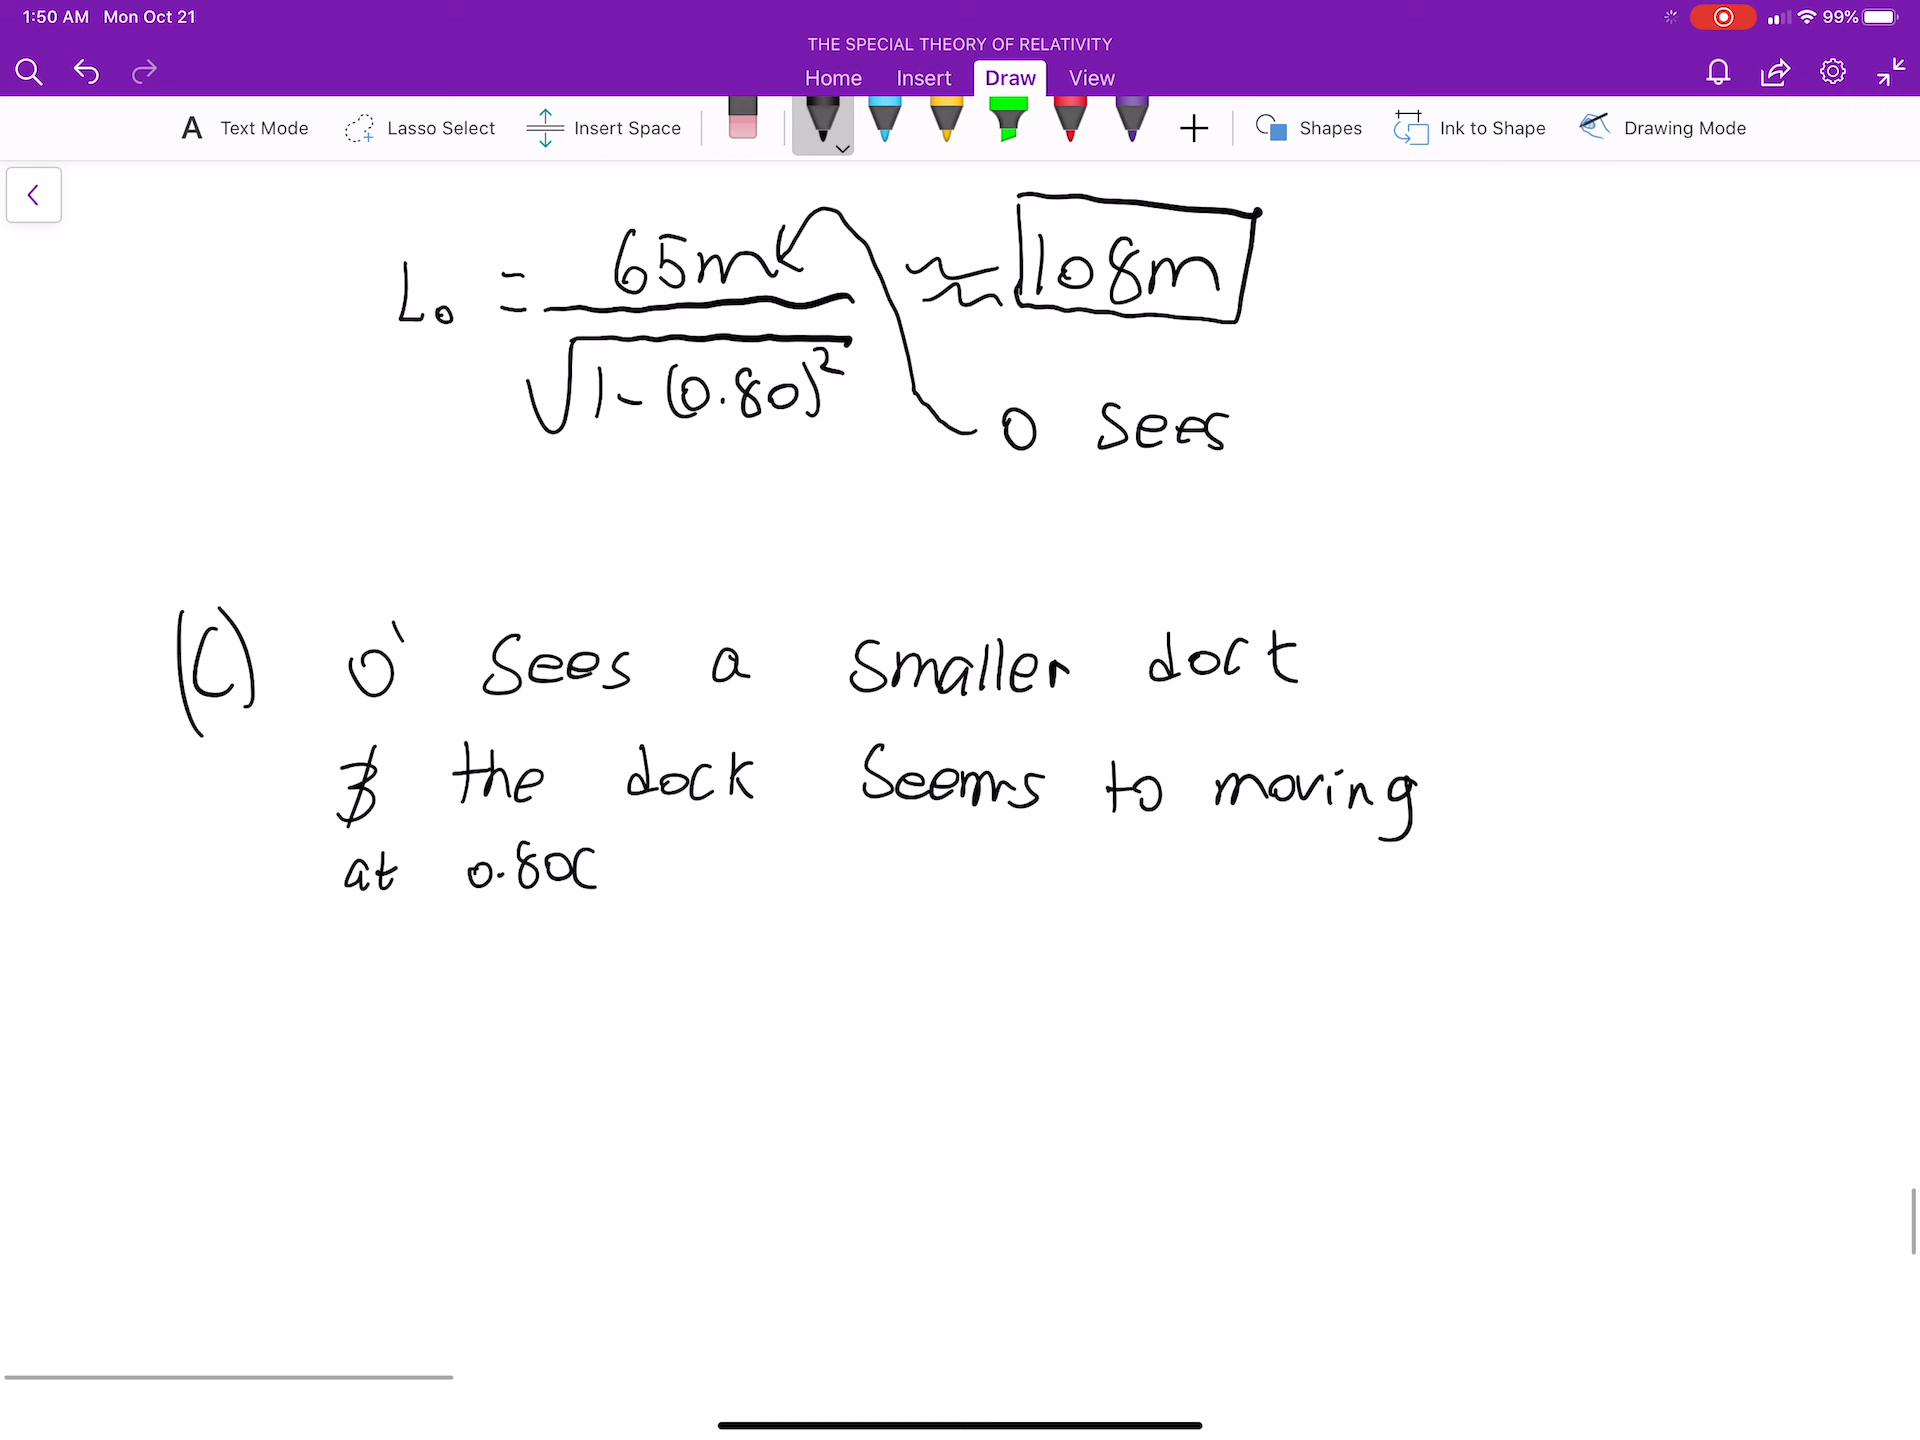 1:50 AM Mon Oct 21
99%
THE SPECIAL THEORY OF RELATIVITY
Home Insert Draw View
A Text Mode Lasso Select Insert Space Shapes Ink to Shape Drawing Mode
L₀ = 65m / √(1-(0.80)²) ≈ 108m
O sees
(C) O' sees a smaller doct
& the dock seems to moving
at 0.80C